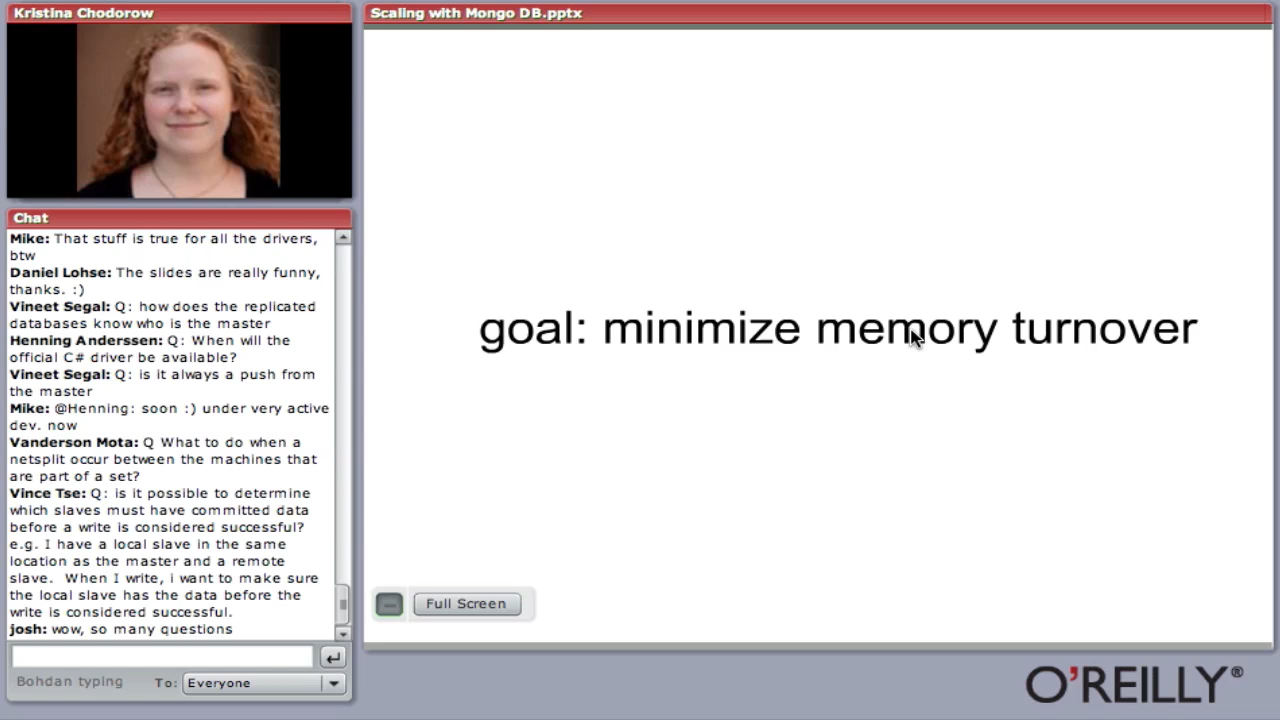 Kristina Chodorow
Scaling with Mongo DB.pptx
Chat
Mike: That stuff is true for all the drivers,
btw
Daniel Lohse: The slides are really funny,
thanks. :)
Vineet Segal: Q: how does the replicated
databases know who is the master
Henning Anderssen: Q: When will the
official C# driver be available?
Vineet Segal: Q: is it always a push from
the master
Mike: @Henning: soon :) under very active
dev. now
Vanderson Mota: Q What to do when a
netsplit occur between the machines that
are part of a set?
Vince Tse: Q: is it possible to determine
which slaves must have committed data
before a write is considered successful?
e.g. I have a local slave in the same
location as the master and a remote
slave.  When I write, i want to make sure
the local slave has the data before the
write is considered successful.
josh: wow, so many questions
Bohdan typing To: Everyone
goal: minimize memory turnover
Full Screen
O'REILLY®